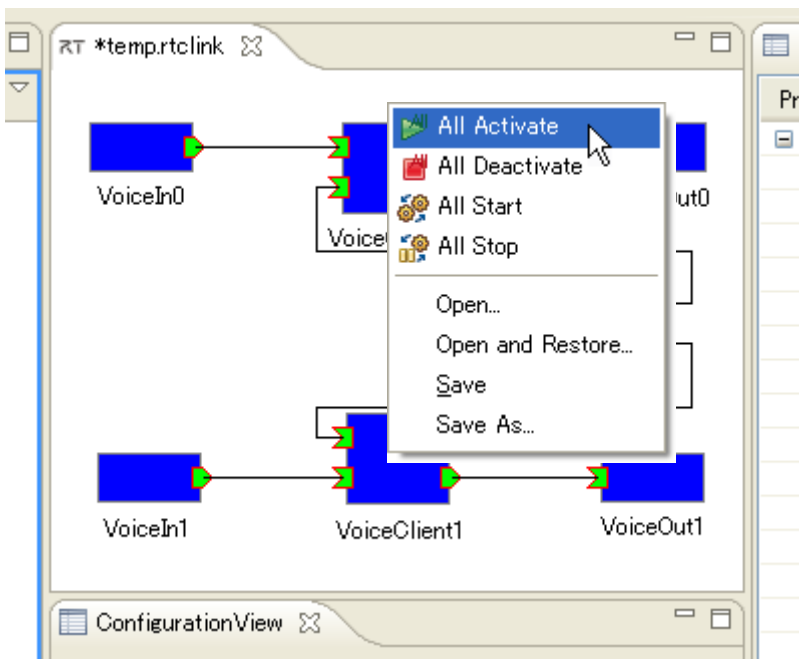 RT *temp.rtclink
Pr
All Activate
All Deactivate
All Start
All Stop
Open...
Open and Restore...
Save
Save As...
VoiceIn0
Voice
ut0
VoiceIn1
VoiceClient1
VoiceOut1
ConfigurationView